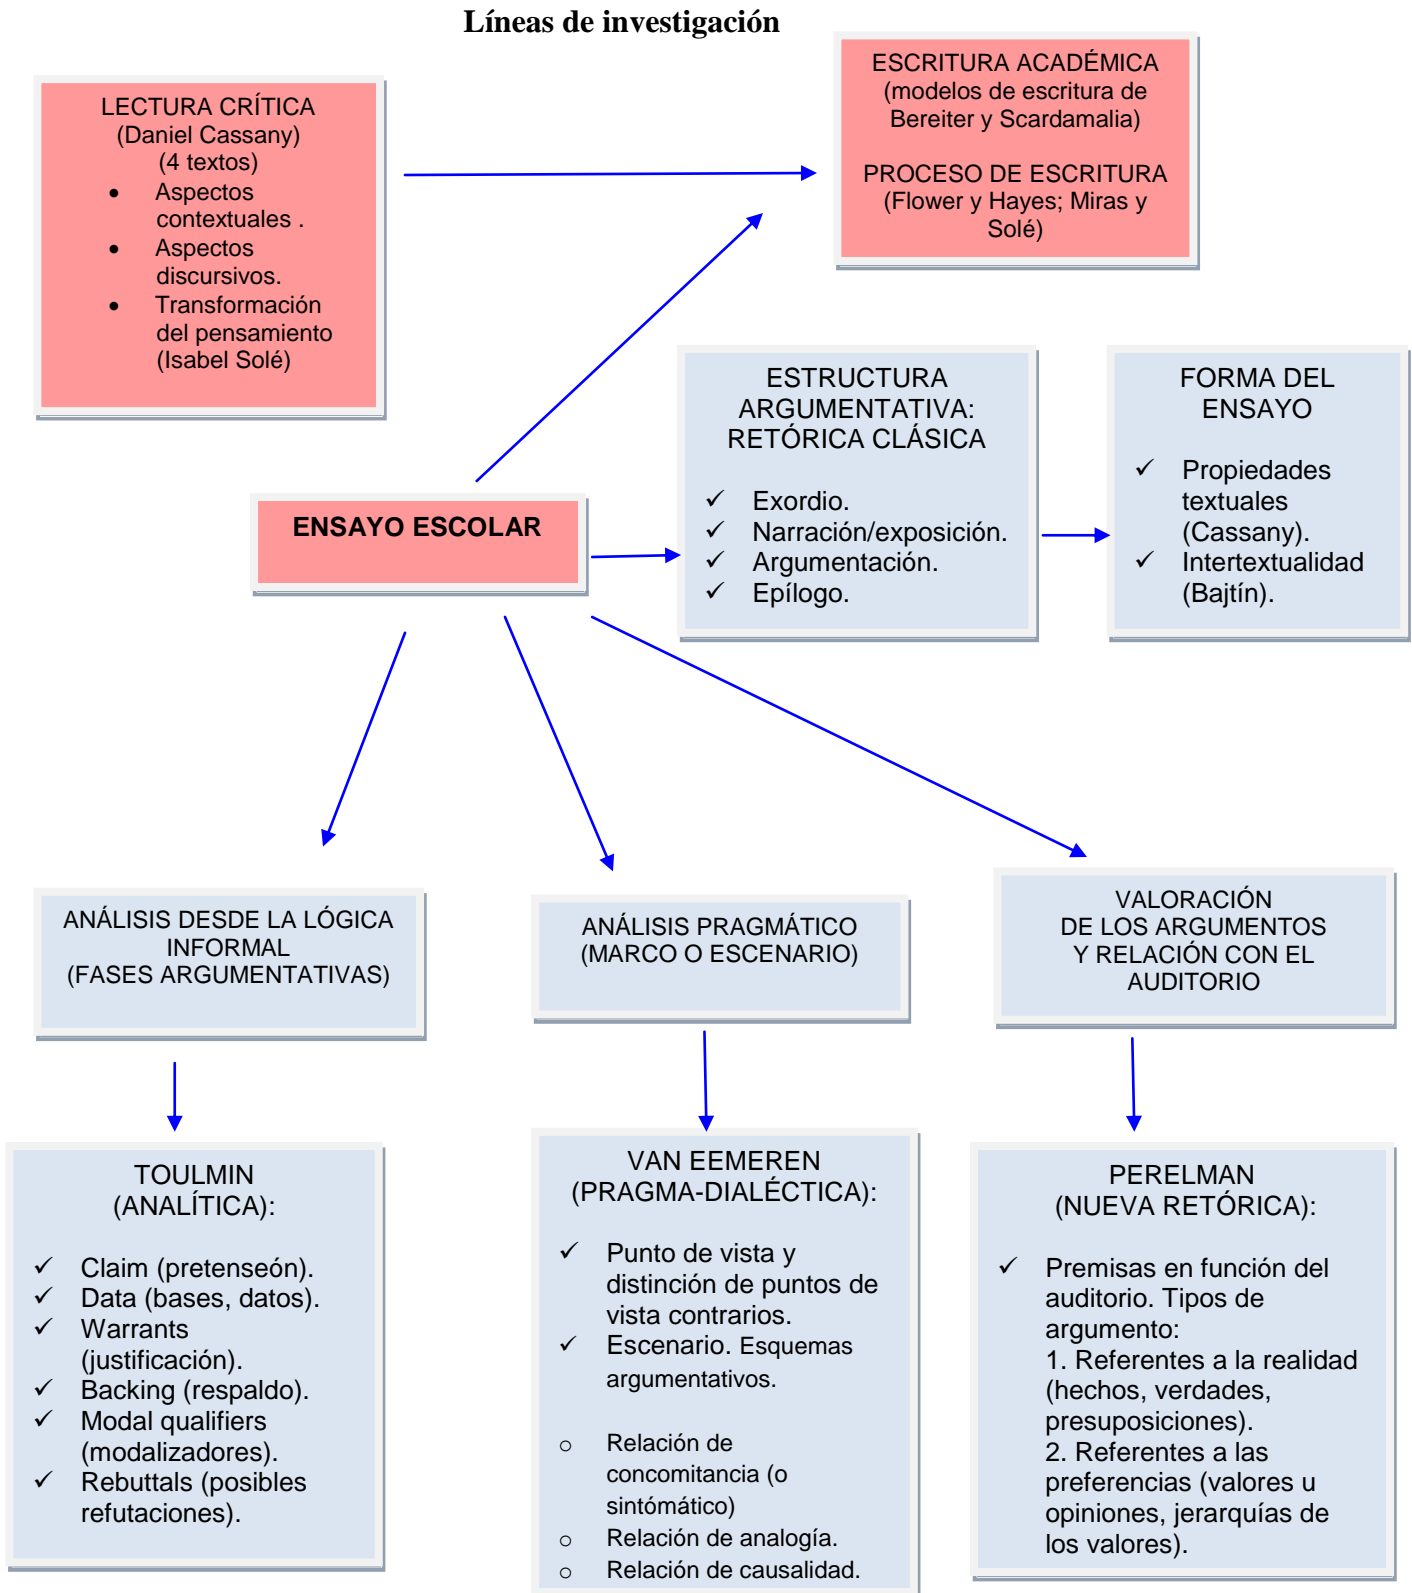 Líneas de investigación
LECTURA CRÍTICA
(Daniel Cassany)
(4 textos)
• Aspectos
contextuales .
• Aspectos
discursivos.
• Transformación
del pensamiento
(Isabel Solé)
ESCRITURA ACADÉMICA
(modelos de escritura de
Bereiter y Scardamalia)
PROCESO DE ESCRITURA
(Flower y Hayes; Miras y
Solé)
ENSAYO ESCOLAR
ESTRUCTURA
ARGUMENTATIVA:
RETÓRICA CLÁSICA
✓ Exordio.
✓ Narración/exposición.
✓ Argumentación.
✓ Epílogo.
FORMA DEL
ENSAYO
✓ Propiedades
textuales
(Cassany).
✓ Intertextualidad
(Bajtín).
ANÁLISIS DESDE LA LÓGICA
INFORMAL
(FASES ARGUMENTATIVAS)
ANÁLISIS PRAGMÁTICO
(MARCO O ESCENARIO)
VALORACIÓN
DE LOS ARGUMENTOS
Y RELACIÓN CON EL
AUDITORIO
TOULMIN
(ANALÍTICA):
✓ Claim (pretenseón).
✓ Data (bases, datos).
✓ Warrants
(justificación).
✓ Backing (respaldo).
✓ Modal qualifiers
(modalizadores).
✓ Rebuttals (posibles
refutaciones).
VAN EEMEREN
(PRAGMA-DIALÉCTICA):
✓ Punto de vista y
distinción de puntos de
vista contrarios.
✓ Escenario. Esquemas
argumentativos.
o Relación de
concomitancia (o
sintómático)
o Relación de analogía.
o Relación de causalidad.
PERELMAN
(NUEVA RETÓRICA):
✓ Premisas en función del
auditorio. Tipos de
argumento:
1. Referentes a la realidad
(hechos, verdades,
presuposiciones).
2. Referentes a las
preferencias (valores u
opiniones, jerarquías de
los valores).